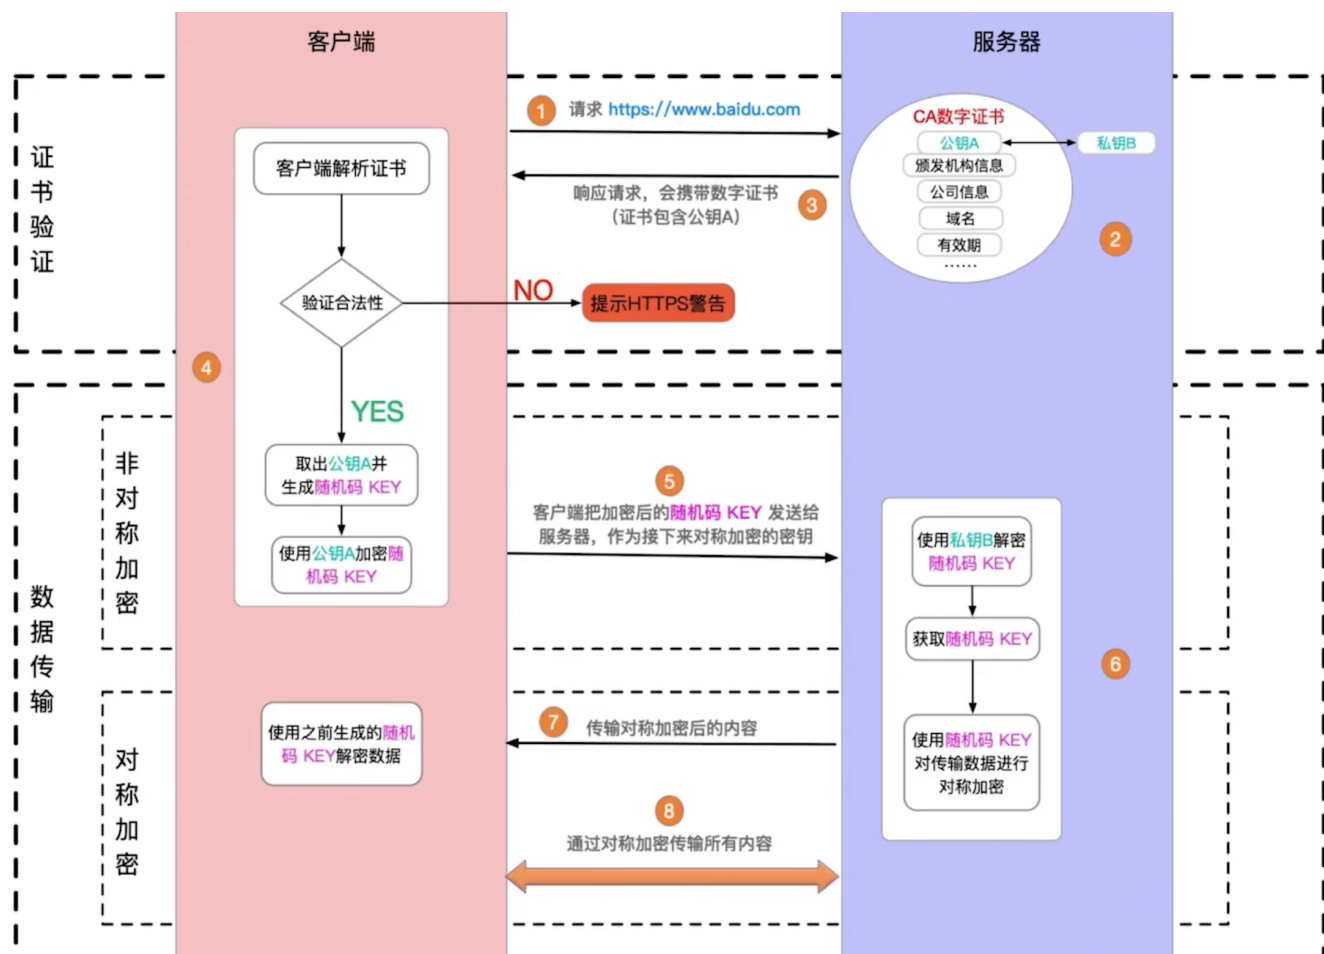 客户端
服务器
证
书
验
证
1
请求 https://www.baidu.com
CA数字证书
公钥A
私钥B
颁发机构信息
公司信息
域名
有效期
......
2
客户端解析证书
响应请求，会携带数字证书
（证书包含公钥A）
3
验证合法性
NO
提示HTTPS警告
4
YES
数
据
传
输
非
对
称
加
密
取出公钥A并
生成随机码 KEY
使用公钥A加密随
机码 KEY
5
客户端把加密后的随机码 KEY 发送给
服务器，作为接下来对称加密的密钥
使用私钥B解密
随机码 KEY
获取随机码 KEY
6
使用随机码 KEY
对传输数据进行
对称加密
对
称
加
密
使用之前生成的随机
码 KEY解密数据
7
传输对称加密后的内容
8
通过对称加密传输所有内容